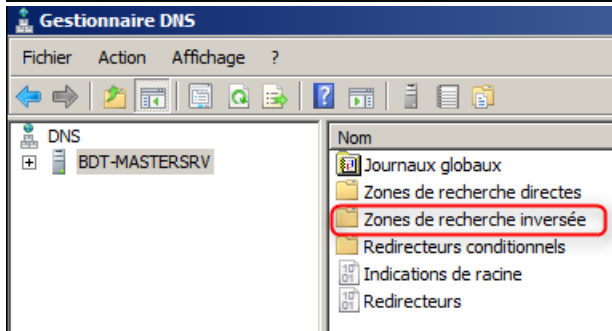 Gestionnaire DNS
Fichier Action Affichage ?
DNS
BDT-MASTERSRV
Nom
Journaux globaux
Zones de recherche directes
Zones de recherche inversée
Redirecteurs conditionnels
Indications de racine
Redirecteurs